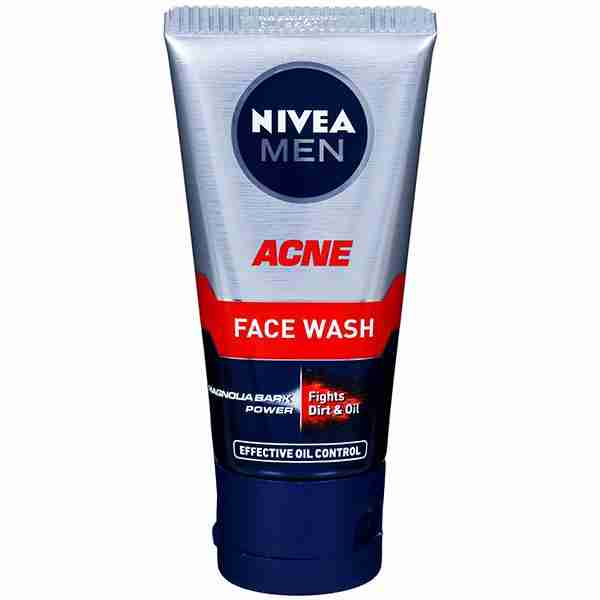 NIVEA
MEN
ACNE
FACE WASH
MAGNOLIA BARK
POWER
Fights
Dirt & Oil
EFFECTIVE OIL CONTROL